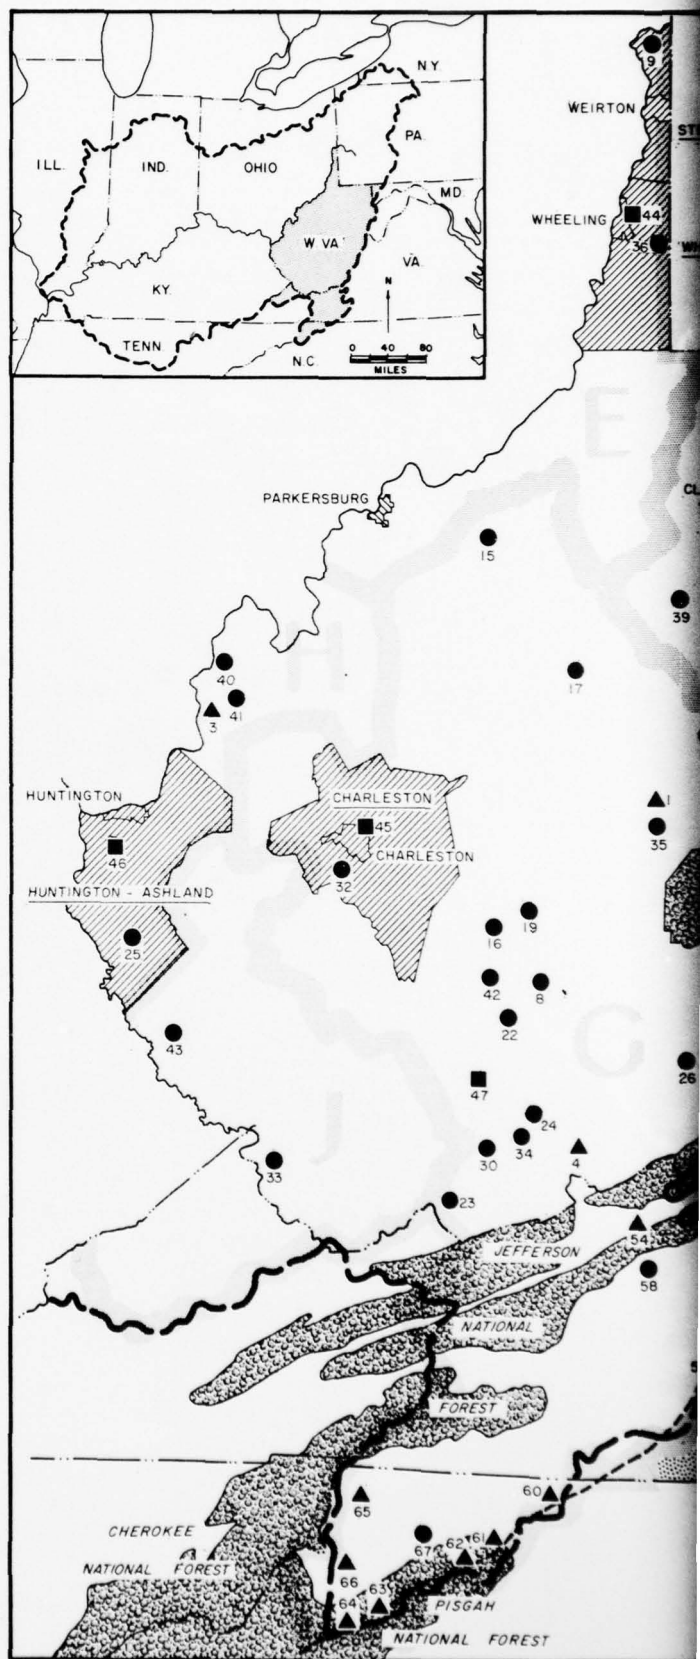 N.Y.
PA.
ILL.
IND.
OHIO
MD.
W. VA.
VA.
KY.
N
TENN.
N.C.
0 40 80
MILES
9
WEIRTON
ST
WHEELING
44
36
E
PARKERSBURG
CL
15
39
H
40
17
41
3
HUNTINGTON
CHARLESTON
1
45
35
46
CHARLESTON
32
HUNTINGTON - ASHLAND
19
16
25
42
8
22
43
G
26
47
24
J
34
30
4
33
23
54
JEFFERSON
58
NATIONAL
FOREST
65
60
CHEROKEE
67
61
62
NATIONAL FOREST
66
63
64
PISGAH
NATIONAL FOREST